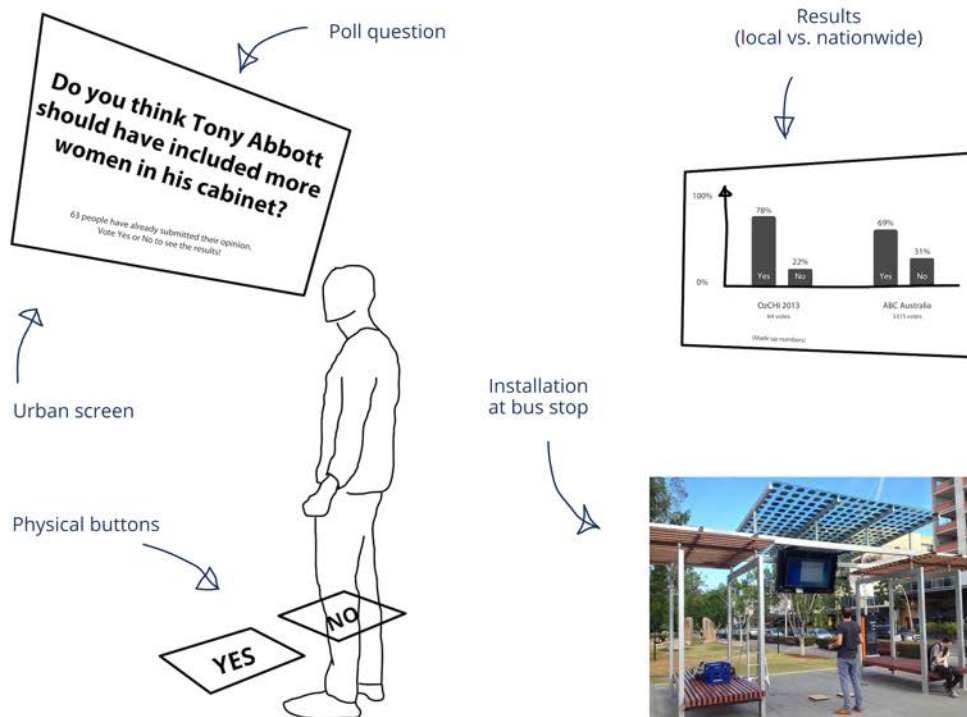 Poll question
Do you think Tony Abbott
should have included more
women in his cabinet?
63 people have already submitted their opinion.
Vote Yes or No to see the results!
Urban screen
Physical buttons
YES
NO
Results
(local vs. nationwide)
100%
0%
78%
22%
69%
31%
Yes
No
Yes
No
OzCHI 2013
64 votes
ABC Australia
3315 votes
(Made up numbers)
Installation
at bus stop